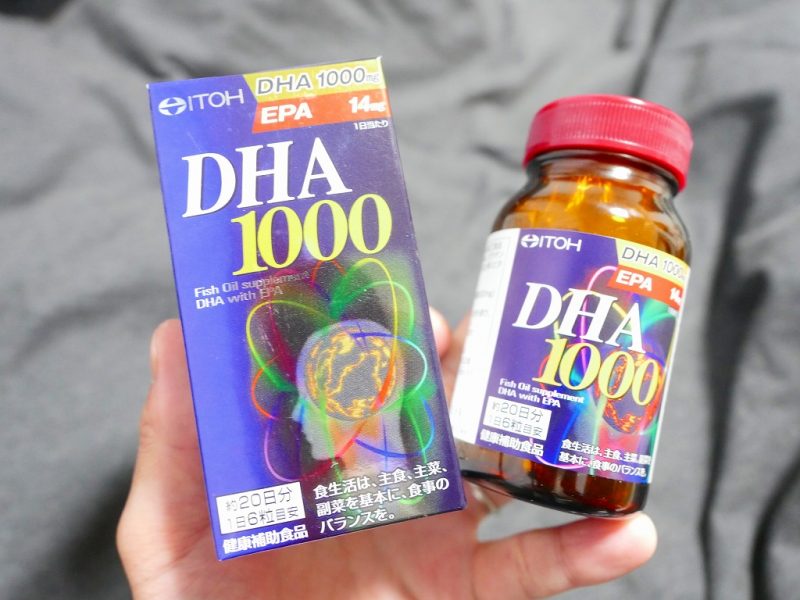 ITOH
DHA 1000mg
EPA 14mg
1日当たり
DHA
1000
Fish Oil supplement
DHA with EPA
約20日分
1日6粒目安
健康補助食品
食生活は、主食、主菜、
副菜を基本に、食事の
バランスを。
ITOH
DHA 1000
EPA 14
DHA
1000
Fish Oil supplement
DHA with EPA
約20日分
1日6粒目安
健康補助食品
食生活は、主食、主菜、
基本に、食事のバランスを。